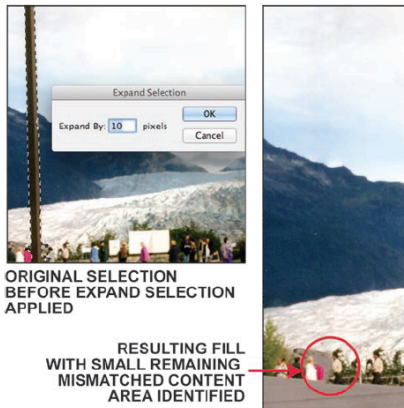 Expand Selection
Expand By: 10 pixels
OK
Cancel
ORIGINAL SELECTION
BEFORE EXPAND SELECTION
APPLIED
RESULTING FILL
WITH SMALL REMAINING
MISMATCHED CONTENT
AREA IDENTIFIED